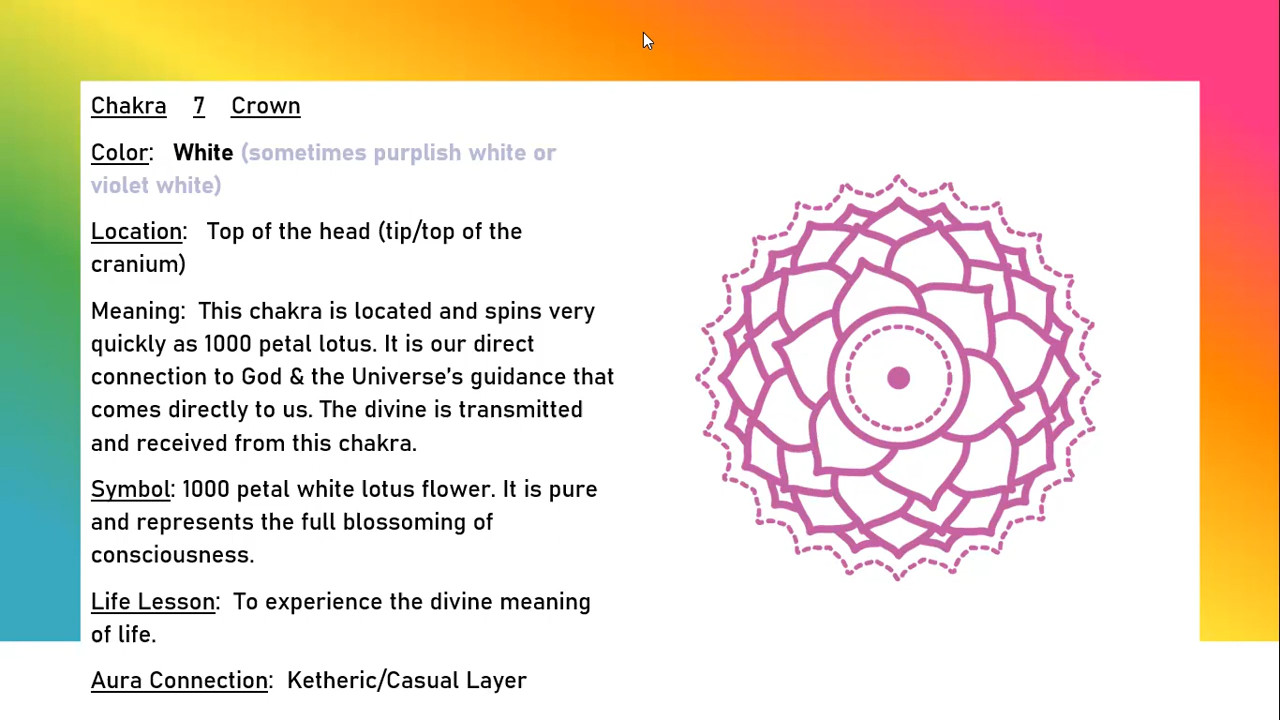 Chakra 7 Crown
Color: White (sometimes purplish white or
violet white)
Location: Top of the head (tip/top of the
cranium)
Meaning: This chakra is located and spins very
quickly as 1000 petal lotus. It is our direct
connection to God & the Universe's guidance that
comes directly to us. The divine is transmitted
and received from this chakra.
Symbol: 1000 petal white lotus flower. It is pure
and represents the full blossoming of
consciousness.
Life Lesson: To experience the divine meaning
of life.
Aura Connection: Ketheric/Casual Layer